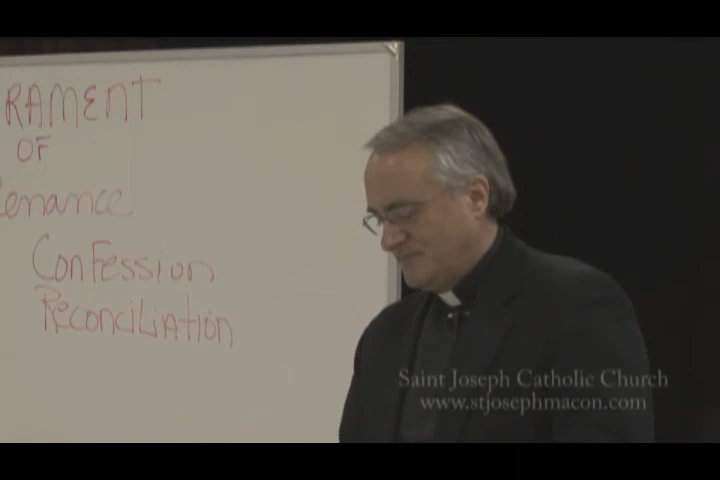 RAMENT
OF
enance
Confession
Reconciliation
Saint Joseph Catholic Church
www.stjosephmacon.com